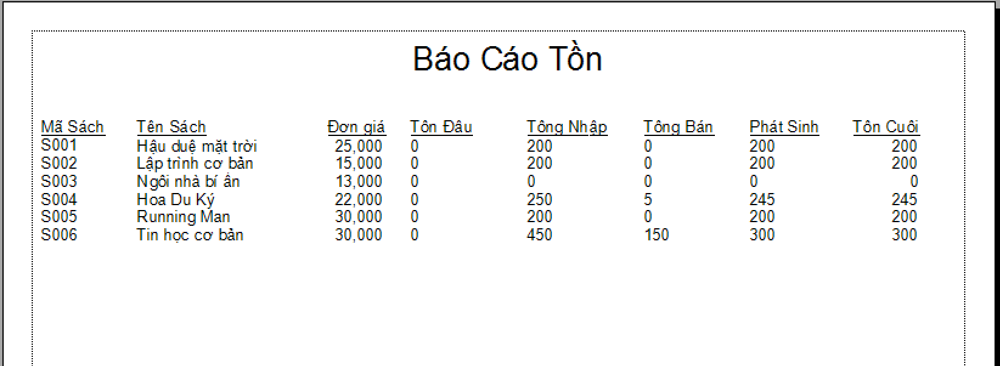 Báo Cáo Tồn
Mã Sách Tên Sách Đơn giá Tồn Đầu Tổng Nhập Tổng Bán Phát Sinh Tồn Cuối
S001 Hậu duệ mặt trời 25,000 0 200 0 200 200
S002 Lập trình cơ bản 15,000 0 200 0 200 200
S003 Ngôi nhà bí ẩn 13,000 0 0 0 0 0
S004 Hoa Du Ký 22,000 0 250 5 245 245
S005 Running Man 30,000 0 200 0 200 200
S006 Tin học cơ bản 30,000 0 450 150 300 300